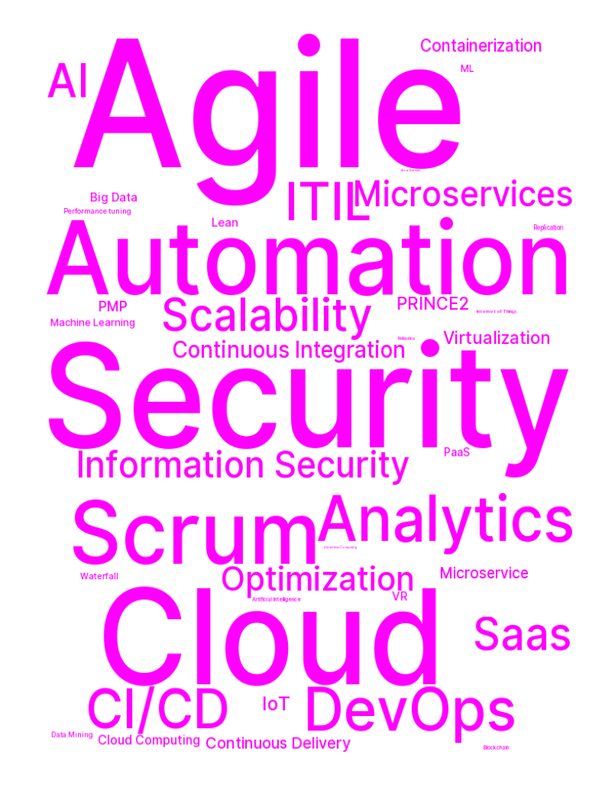 Containerization
AI
Agile
ML
ITIL
Microservices
Big Data
Performance tuning
Lean
Replication
Automation
PMP
Scalability
PRINCE2
Internet of Things
Machine Learning
Virtualization
Continuous Integration
Security
PaaS
Information Security
Scrum
Analytics
Waterfall
Optimization
Microservice
Artificial Intelligence
VR
Cloud
Saas
CI/CD
IoT
DevOps
Data Mining
Cloud Computing
Continuous Delivery
Blockchain